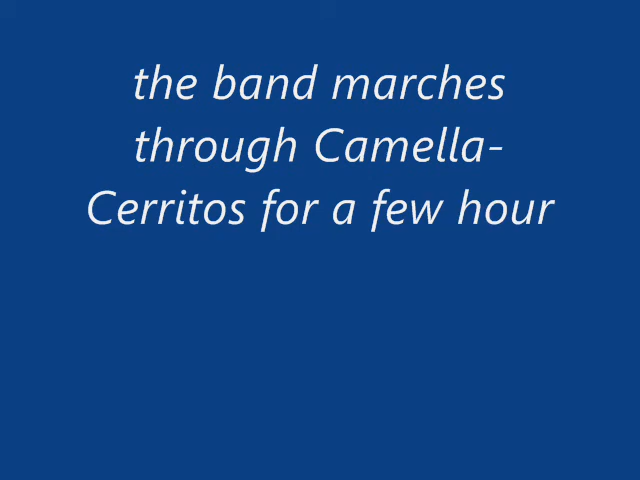 the band marches
through Camella-
Cerritos for a few hour